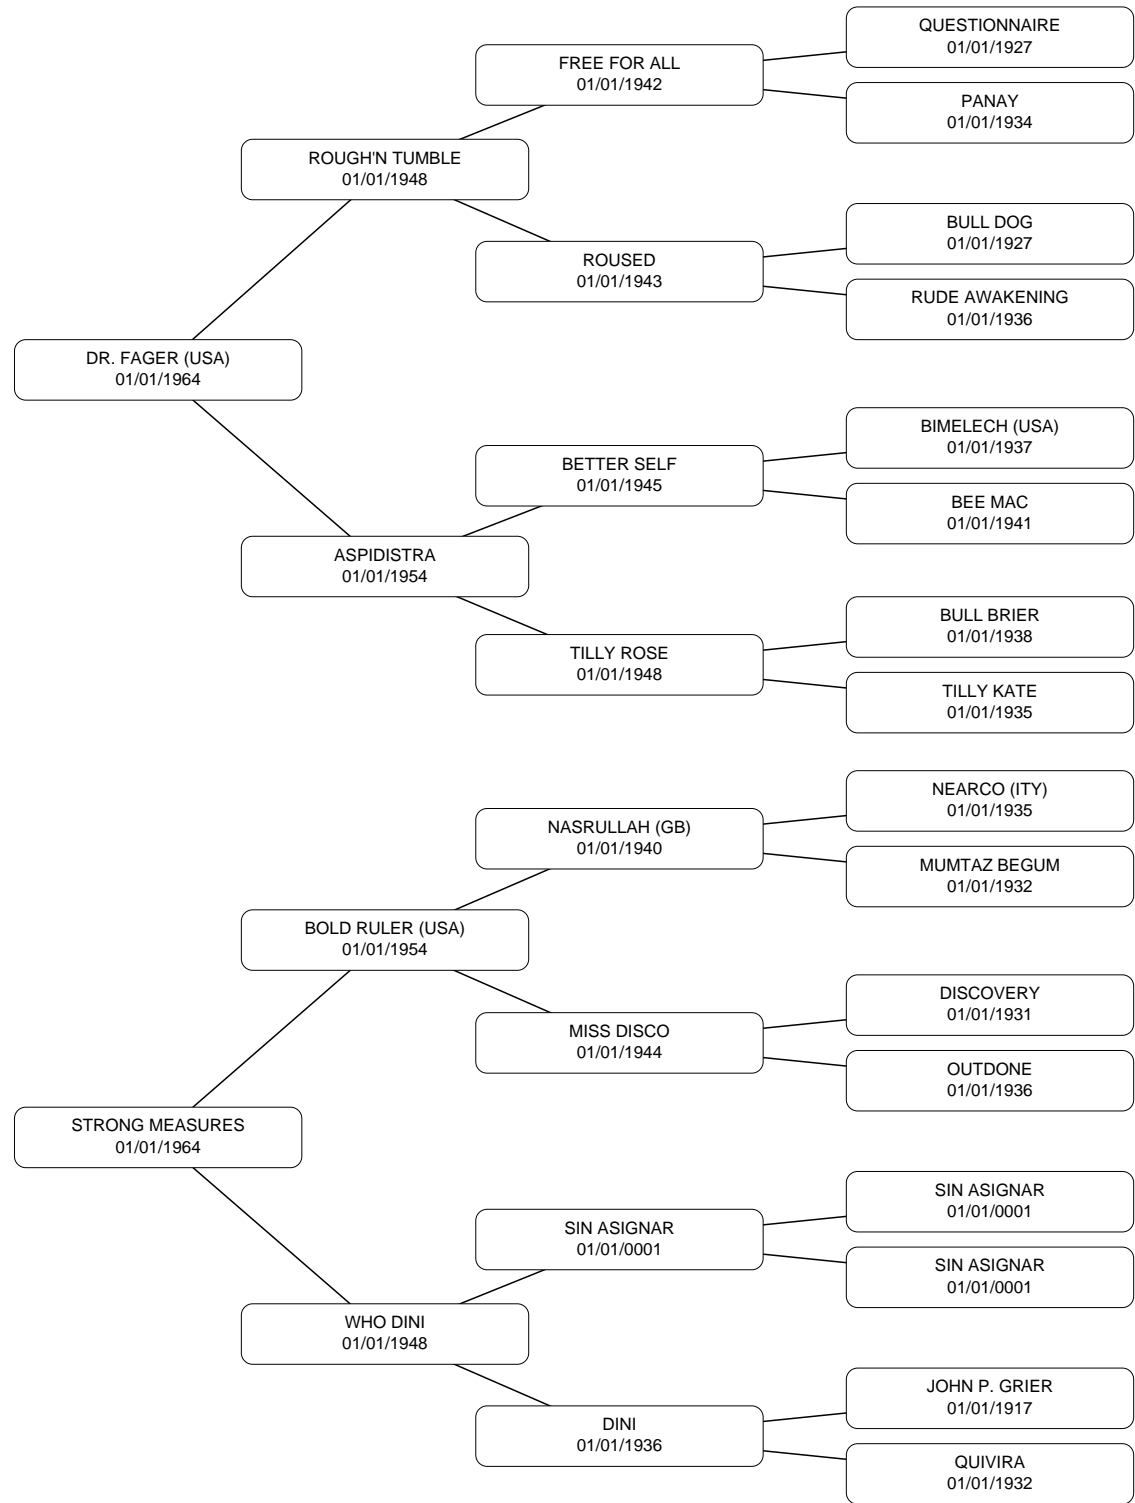 QUESTIONNAIRE
01/01/1927
FREE FOR ALL
01/01/1942
PANAY
01/01/1934
ROUGH'N TUMBLE
01/01/1948
BULL DOG
01/01/1927
ROUSED
01/01/1943
RUDE AWAKENING
01/01/1936
DR. FAGER (USA)
01/01/1964
BIMELECH (USA)
01/01/1937
BETTER SELF
01/01/1945
BEE MAC
01/01/1941
ASPIDISTRA
01/01/1954
BULL BRIER
01/01/1938
TILLY ROSE
01/01/1948
TILLY KATE
01/01/1935
NEARCO (ITY)
01/01/1935
NASRULLAH (GB)
01/01/1940
MUMTAZ BEGUM
01/01/1932
BOLD RULER (USA)
01/01/1954
DISCOVERY
01/01/1931
MISS DISCO
01/01/1944
OUTDONE
01/01/1936
STRONG MEASURES
01/01/1964
SIN ASIGNAR
01/01/0001
SIN ASIGNAR
01/01/0001
SIN ASIGNAR
01/01/0001
WHO DINI
01/01/1948
JOHN P. GRIER
01/01/1917
DINI
01/01/1936
QUIVIRA
01/01/1932